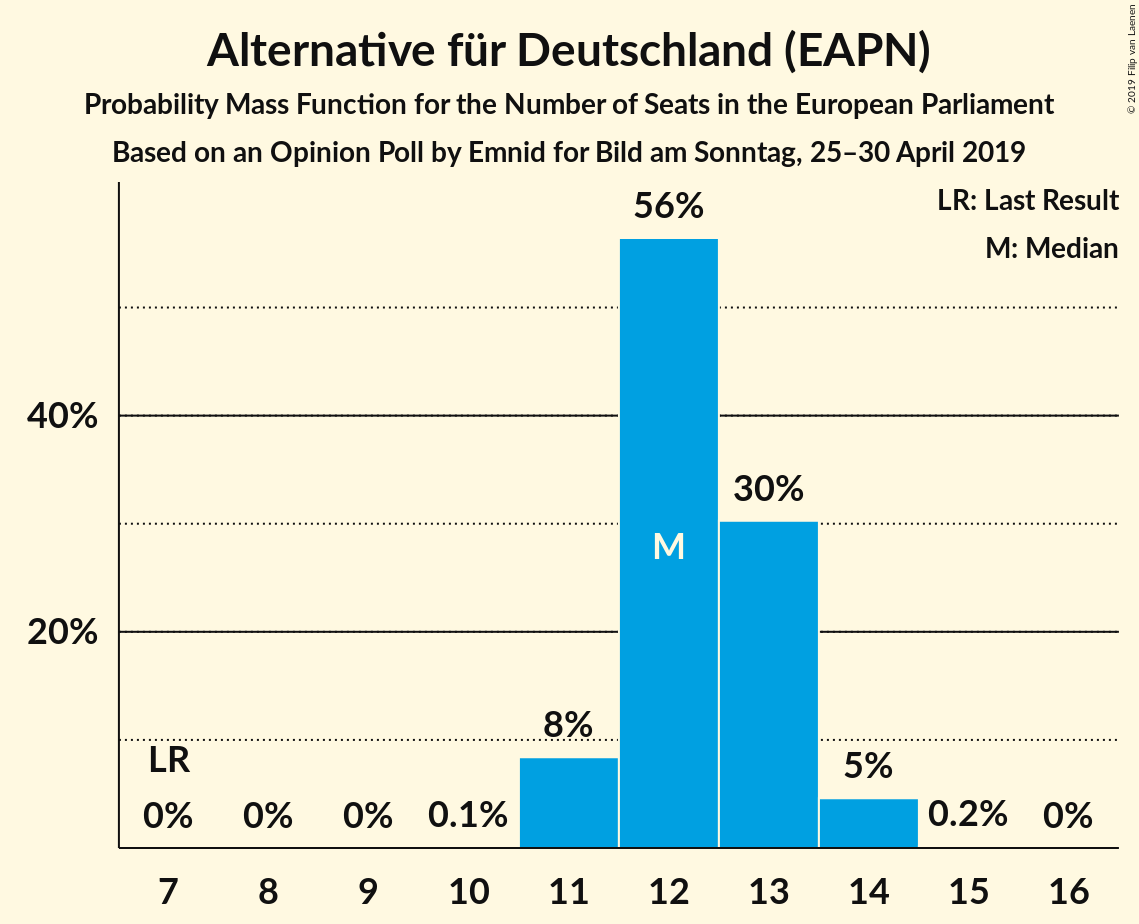 Alternative für Deutschland (EAPN)
Probability Mass Function for the Number of Seats in the European Parliament
Based on an Opinion Poll by Emnid for Bild am Sonntag, 25–30 April 2019
© 2019 Filip van Laenen
LR: Last Result
M: Median
56%
40%
30%
M
20%
8%
LR
5%
0% 0% 0% 0.1% 0.2% 0%
7 8 9 10 11 12 13 14 15 16